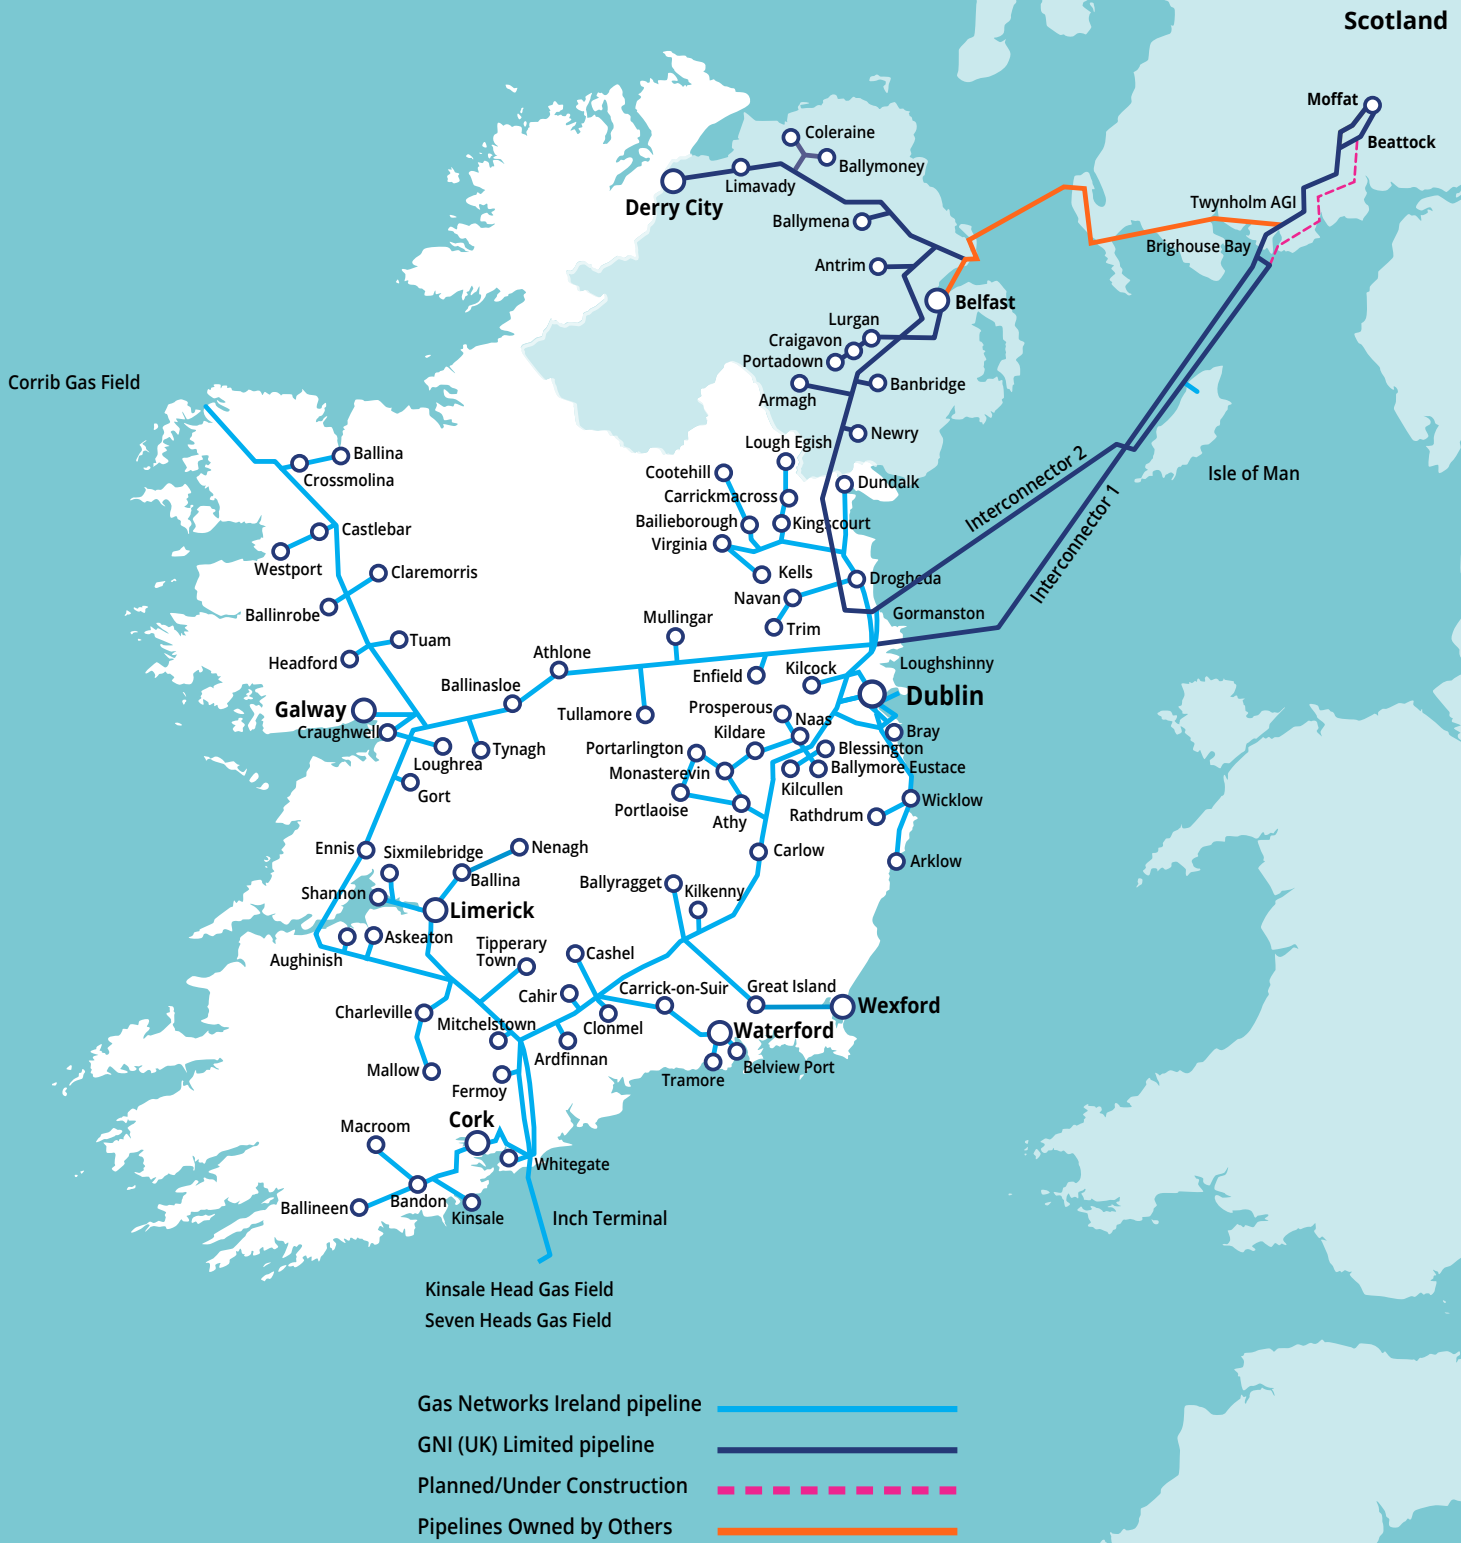 Scotland
Moffat
Beattock
Coleraine
Ballymoney
Limavady
Derry City
Twynholm AGI
Ballymena
Brighouse Bay
Antrim
Belfast
Lurgan
Craigavon
Portadown
Corrib Gas Field
Banbridge
Armagh
Newry
Lough Egish
Ballina
Interconnector 2
Cootehill
Crossmolina
Dundalk
Isle of Man
Carrickmacross
Interconnector 1
Bailieborough
Kingscourt
Castlebar
Virginia
Westport
Claremorris
Kells
Drogheda
Navan
Ballinrobe
Gormanston
Mullingar
Trim
Tuam
Athlone
Headford
Loughshinny
Kilcock
Enfield
Ballinasloe
Dublin
Galway
Prosperous
Tullamore
Naas
Craughwell
Kildare
Bray
Portarlington
Blessington
Tynagh
Loughrea
Monasterevin
Ballymore Eustace
Kilcullen
Gort
Wicklow
Portlaoise
Rathdrum
Athy
Ennis
Sixmilebridge
Nenagh
Carlow
Arklow
Ballina
Ballyragget
Kilkenny
Shannon
Limerick
Askeaton
Tipperary
Town
Cashel
Aughinish
Great Island
Carrick-on-Suir
Cahir
Wexford
Charleville
Mitchelstown
Clonmel
Waterford
Ardfinnan
Belview Port
Mallow
Tramore
Fermoy
Cork
Macroom
Whitegate
Bandon
Ballineen
Kinsale
Inch Terminal
Kinsale Head Gas Field
Seven Heads Gas Field
Gas Networks Ireland pipeline
GNI (UK) Limited pipeline
Planned/Under Construction
Pipelines Owned by Others